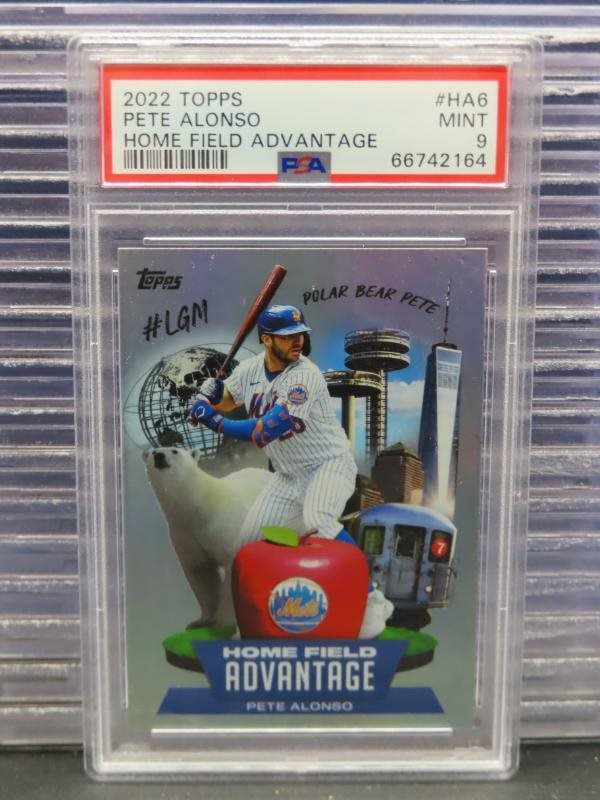 2022 TOPPS #HA6
PETE ALONSO MINT
HOME FIELD ADVANTAGE 9
PSA 66742164
Topps
#LGM
POLAR BEAR PETE
Mets
7
Mets
HOME FIELD
ADVANTAGE
PETE ALONSO